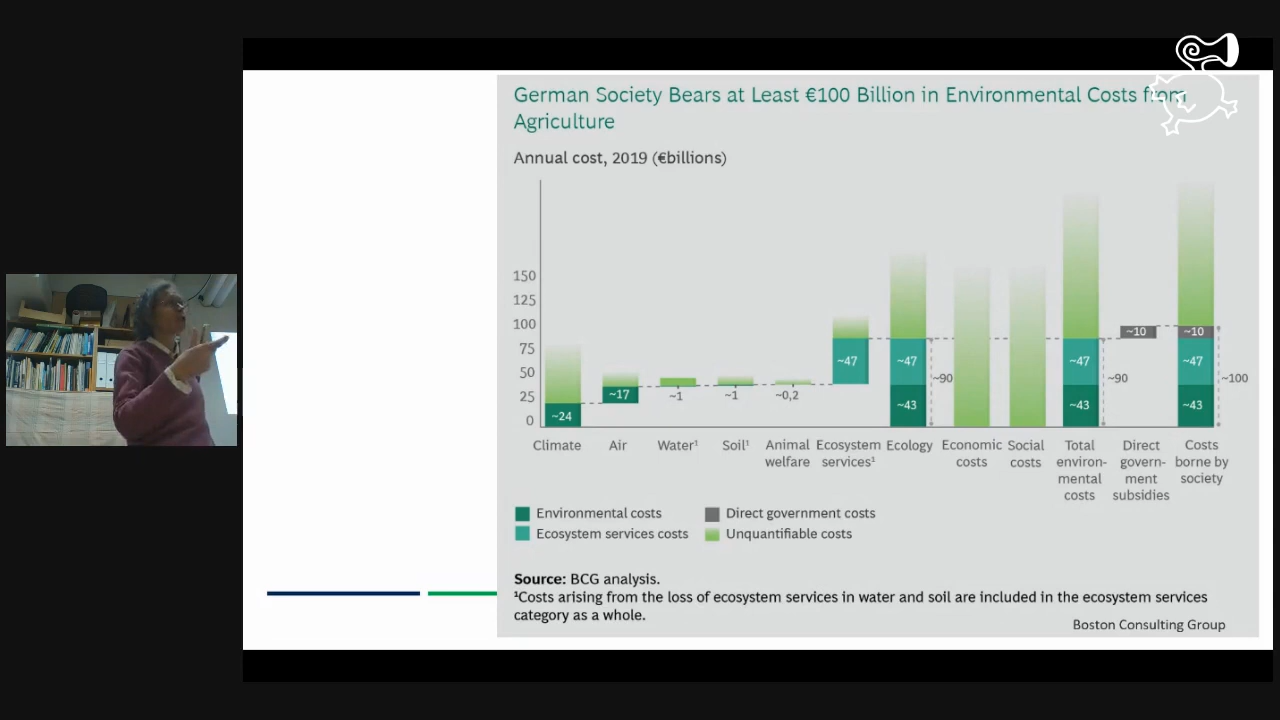 German Society Bears at Least €100 Billion in Environmental Costs from
Agriculture
Annual cost, 2019 (€billions)
150
125
100
75
50
25
0
~24
~17
~1
~1
~0,2
~47
~47
~43
~90
~47
~43
~90
~10
~10
~47
~43
~100
Climate
Air
Water¹
Soil¹
Animal
welfare
Ecosystem
services¹
Ecology
Economic
costs
Social
costs
Total
environ-
mental
costs
Direct
govern-
ment
subsidies
Costs
borne by
society
Environmental costs
Direct government costs
Ecosystem services costs
Unquantifiable costs
Source: BCG analysis.
¹Costs arising from the loss of ecosystem services in water and soil are included in the ecosystem services
category as a whole.
Boston Consulting Group